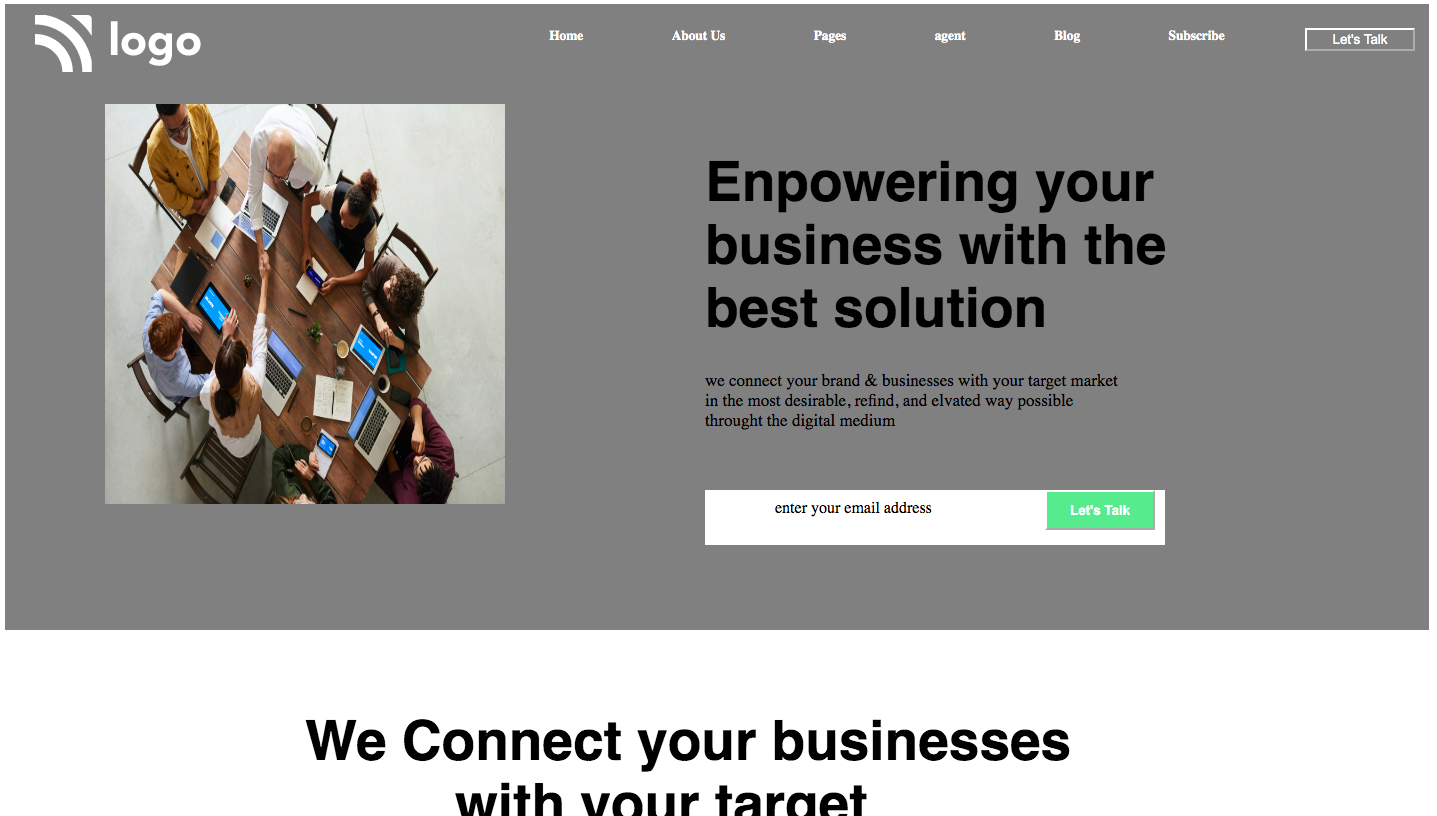 logo
Home About Us Pages agent Blog Subscribe Let's Talk
Enpowering your
business with the
best solution
we connect your brand & businesses with your target market
in the most desirable, refind, and elvated way possible
throught the digital medium
enter your email address Let's Talk
We Connect your businesses
with your target